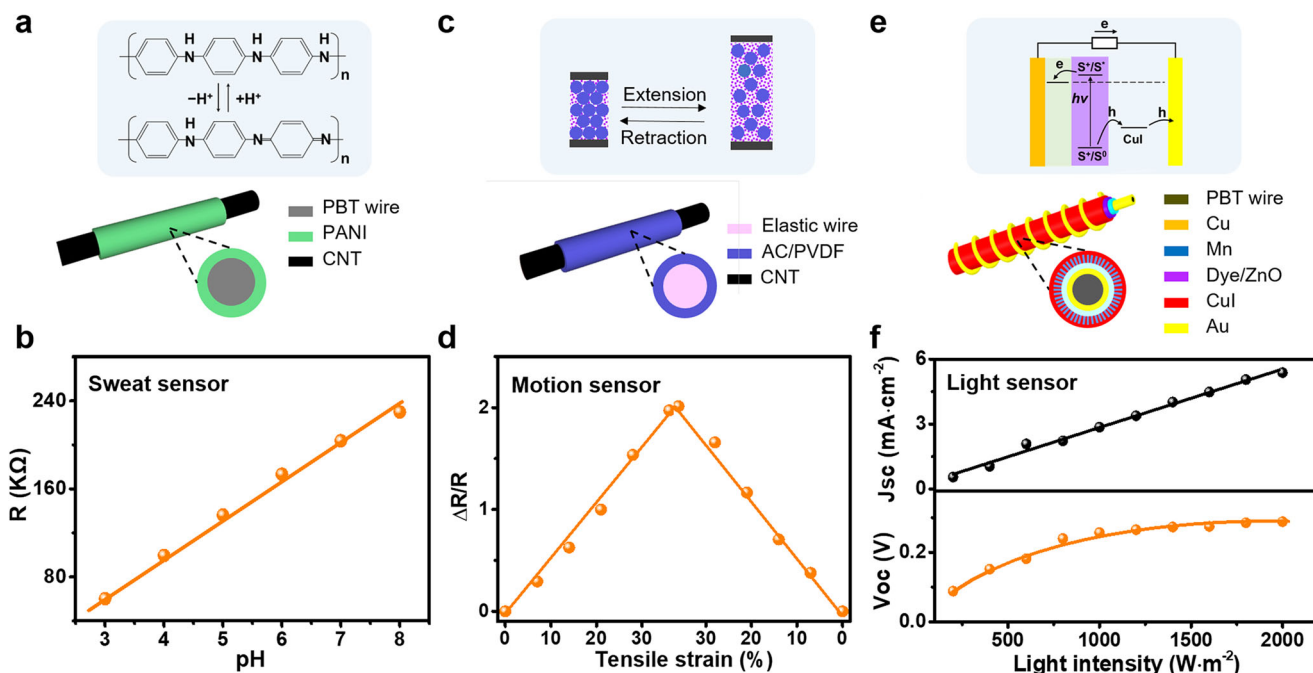 a
H H H
N N N
n
−H⁺ +H⁺
H
N N N
n
PBT wire
PANI
CNT
c
Extension
Retraction
Elastic wire
AC/PVDF
CNT
e
e
e
S⁺/S*
hν
h
h
CuI
S⁺/S⁰
PBT wire
Cu
Mn
Dye/ZnO
CuI
Au
b
Sweat sensor
R (KΩ)
240
160
80
3 4 5 6 7 8
pH
d
Motion sensor
ΔR/R
2
1
0
0 10 20 30 30 20 10 0
Tensile strain (%)
f
Light sensor
Jsc (mA·cm⁻²)
6
3
0
Voc (V)
0.2
0.0
500 1000 1500 2000
Light intensity (W·m⁻²)